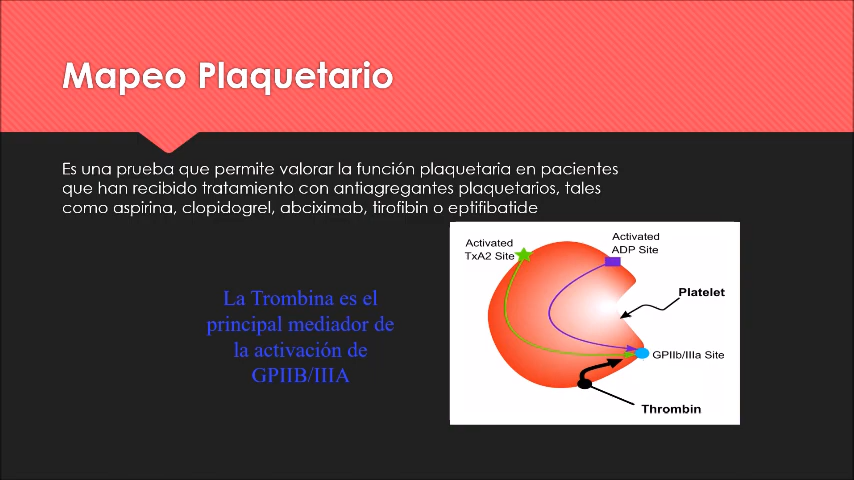 Mapeo Plaquetario
Es una prueba que permite valorar la función plaquetaria en pacientes
que han recibido tratamiento con antiagregantes plaquetarios, tales
como aspirina, clopidogrel, abciximab, tirofibin o eptifibatide
La Trombina es el
principal mediador de
la activación de
GPIIB/IIIA
Activated
TxA2 Site
Activated
ADP Site
Platelet
GPIIb/IIIa Site
Thrombin